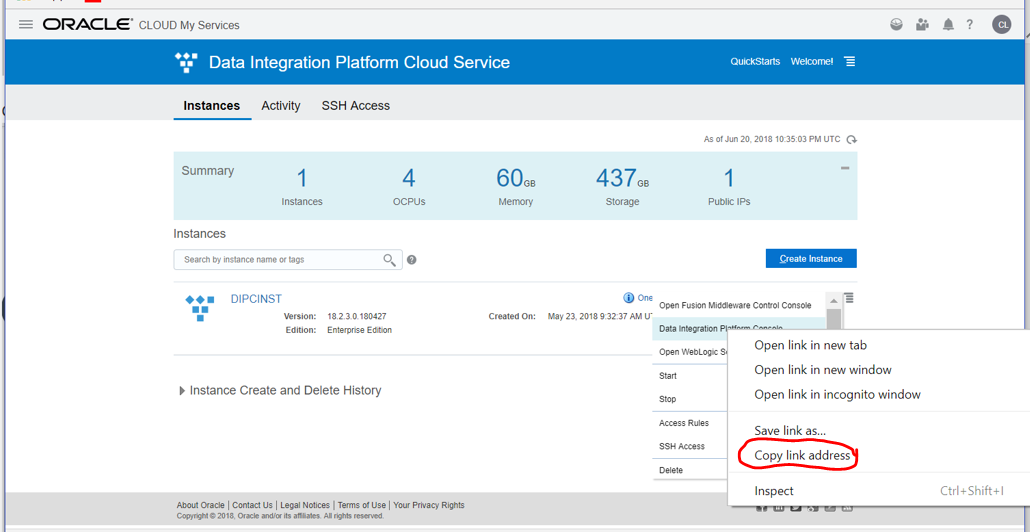 ORACLE CLOUD My Services
? CL
Data Integration Platform Cloud Service
QuickStarts Welcome!
Instances Activity SSH Access
As of Jun 20, 2018 10:35:03 PM UTC
Summary
1 4 60 GB 437 GB 1
Instances OCPUs Memory Storage Public IPs
Instances
Search by instance name or tags ?
Create Instance
DIPCINST
One
Version: 18.2.3.0.180427
Created On: May 23, 2018 9:32:37 AM UT
Edition: Enterprise Edition
Open Fusion Middleware Control Console
Data Integration Platform Console
Open WebLogic Se
Start
Stop
Access Rules
SSH Access
Delete
Open link in new tab
Open link in new window
Open link in incognito window
Save link as...
Copy link address
Inspect Ctrl+Shift+I
Instance Create and Delete History
About Oracle | Contact Us | Legal Notices | Terms of Use | Your Privacy Rights
Copyright © 2018, Oracle and/or its affiliates. All rights reserved.